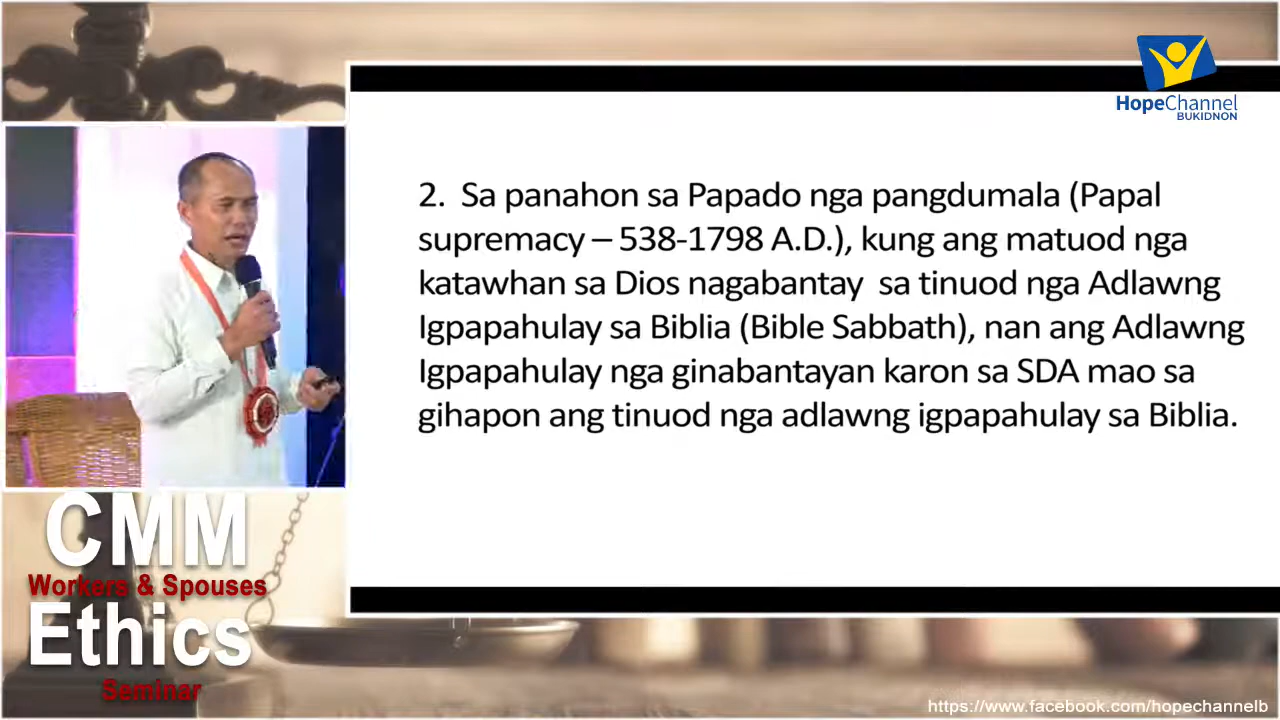 HopeChannel
BUKIDNON
2. Sa panahon sa Papado nga pangdumala (Papal
supremacy – 538-1798 A.D.), kung ang matuod nga
katawhan sa Dios nagabantay sa tinuod nga Adlawng
Igpapahulay sa Biblia (Bible Sabbath), nan ang Adlawng
Igpapahulay nga ginabantayan karon sa SDA mao sa
gihapon ang tinuod nga adlawng igpapahulay sa Biblia.
CMM
Workers & Spouses
Ethics
Seminar
https://www.facebook.com/hopechannelb